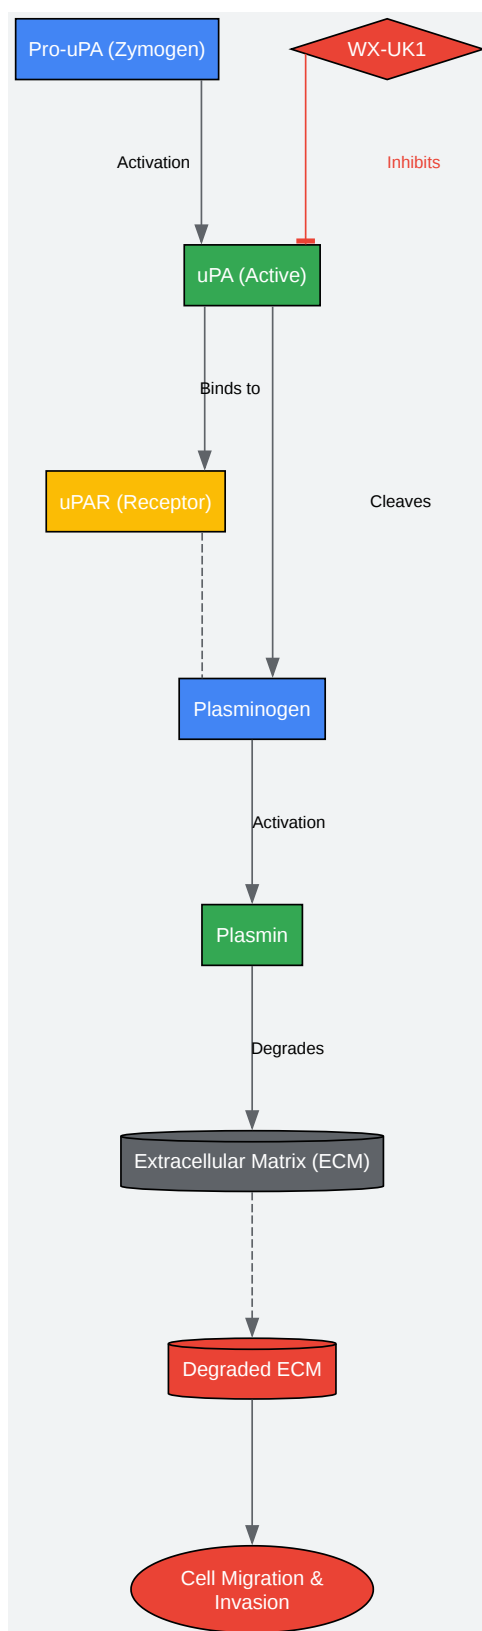 Pro-uPA (Zymogen)
WX-UK1
Activation
Inhibits
uPA (Active)
Binds to
uPAR (Receptor)
Cleaves
Plasminogen
Activation
Plasmin
Degrades
Extracellular Matrix (ECM)
Degraded ECM
Cell Migration &
Invasion